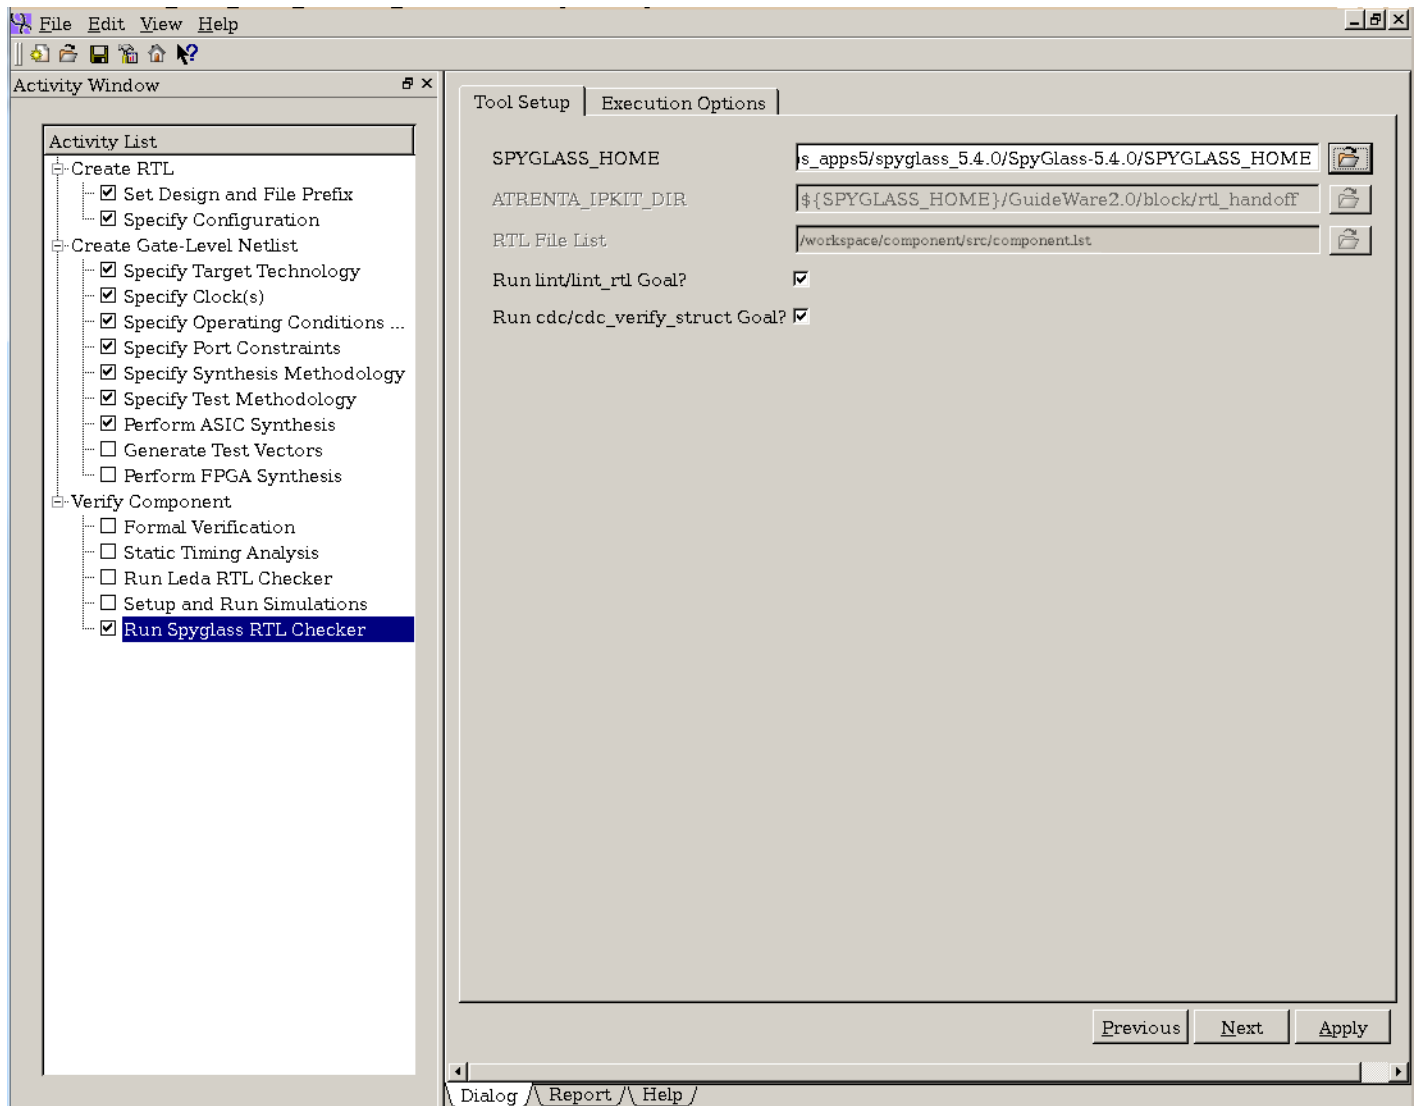 File Edit View Help
Activity Window
Activity List
Create RTL
Set Design and File Prefix
Specify Configuration
Create Gate-Level Netlist
Specify Target Technology
Specify Clock(s)
Specify Operating Conditions ...
Specify Port Constraints
Specify Synthesis Methodology
Specify Test Methodology
Perform ASIC Synthesis
Generate Test Vectors
Perform FPGA Synthesis
Verify Component
Formal Verification
Static Timing Analysis
Run Leda RTL Checker
Setup and Run Simulations
Run Spyglass RTL Checker
Tool Setup Execution Options
SPYGLASS_HOME s_apps5/spyglass_5.4.0/SpyGlass-5.4.0/SPYGLASS_HOME
ATRENTA_IPKIT_DIR ${SPYGLASS_HOME}/GuideWare2.0/block/rtl_handoff
RTL File List /workspace/component/src/component.lst
Run lint/lint_rtl Goal?
Run cdc/cdc_verify_struct Goal?
Previous Next Apply
Dialog Report Help